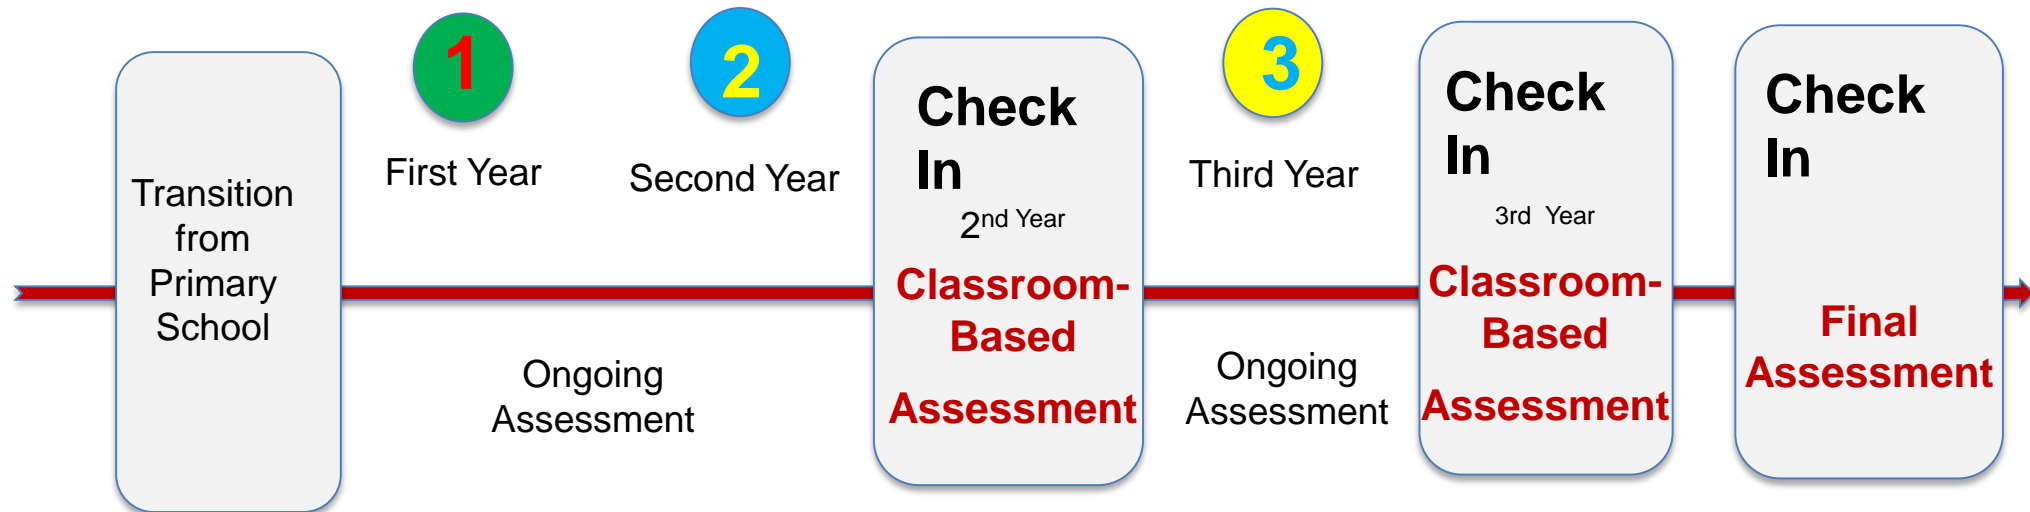 Transition
from
Primary
School
1
First Year
2
Second Year
Ongoing
Assessment
Check
In
2nd Year
Classroom-
Based
Assessment
3
Third Year
Ongoing
Assessment
Check
In
3rd Year
Classroom-
Based
Assessment
Check
In
Final
Assessment